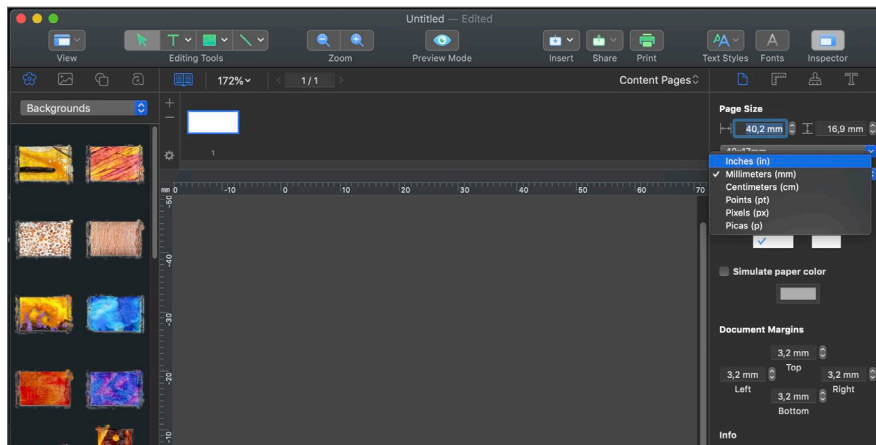 Untitled — Edited
View
Editing Tools
Zoom
Preview Mode
Insert
Share
Print
Text Styles
Fonts
Inspector
172%
1 / 1
Content Pages
Backgrounds
1
mm 0 -10 0 10 20 30 40 50 60 70
-50
-40
-30
-20
-10
Page Size
40,2 mm
16,9 mm
40x17mm
Inches (in)
✓ Millimeters (mm)
Centimeters (cm)
Points (pt)
Pixels (px)
Picas (p)
Simulate paper color
Document Margins
3,2 mm
Top
3,2 mm
3,2 mm
Left
Right
3,2 mm
Bottom
Info